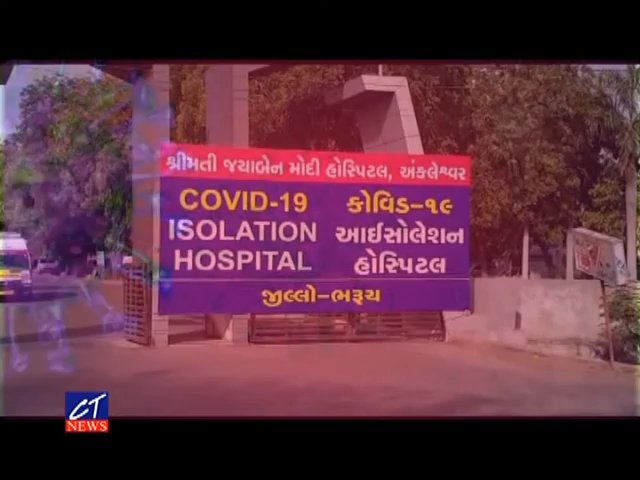 શ્રીમતી જયાબેન મોદી હોસ્પિટલ, અંકલેશ્વર
COVID-19
ISOLATION
HOSPITAL
કોવિડ–૧૯
આઈસોલેશન
હોસ્પિટલ
જીલ્લો–ભરૂચ
CT
NEWS